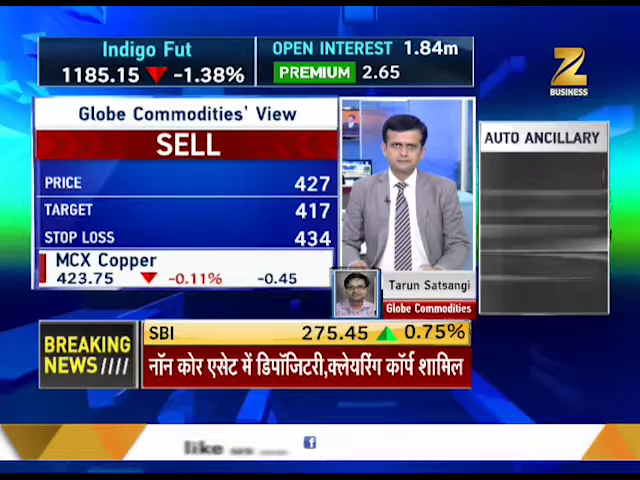 Indigo Fut
1185.15 -1.38%
OPEN INTEREST 1.84m
PREMIUM 2.65
Z
BUSINESS
Globe Commodities' View
SELL
PRICE 427
TARGET 417
STOP LOSS 434
MCX Copper
423.75 -0.11% -0.45
AUTO ANCILLARY
Tarun Satsangi
Globe Commodities
BREAKING
NEWS ////
SBI 275.45 0.75%
नॉन कोर एसेट में डिपॉजिटरी,क्लेयरिंग कॉर्प शामिल
like
f